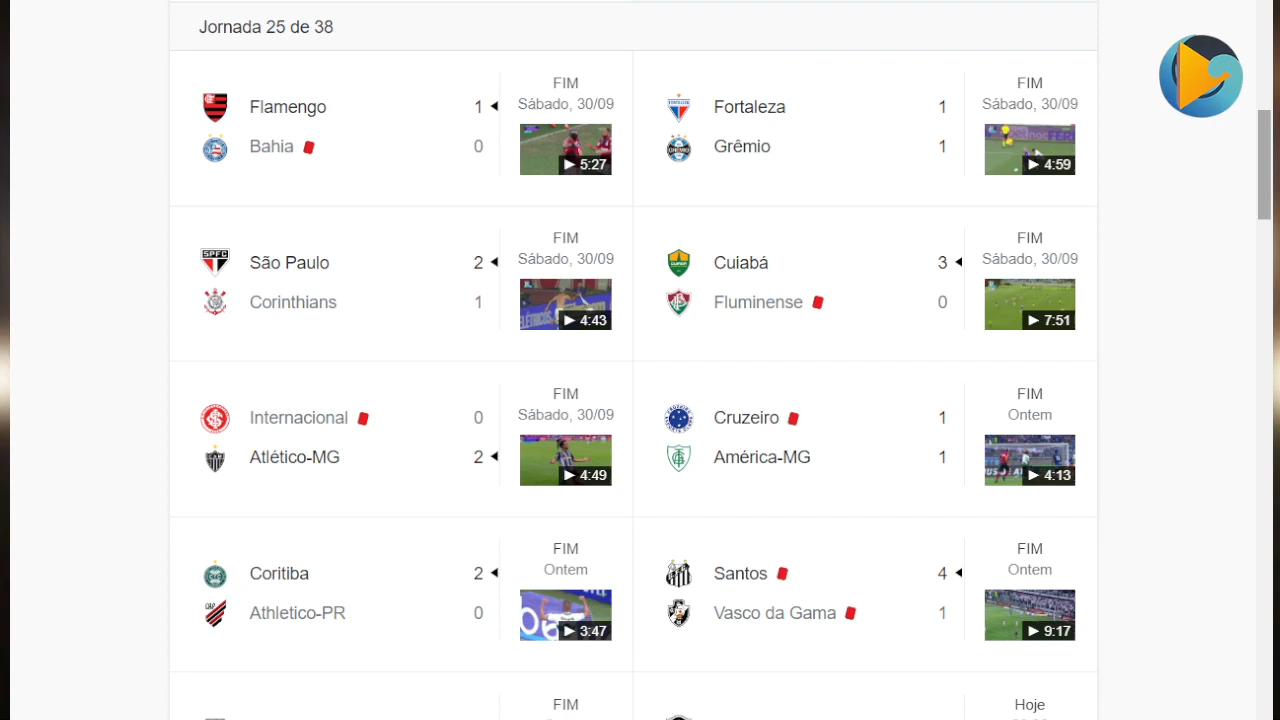 Jornada 25 de 38
Flamengo 1
Bahia 0
FIM
Sábado, 30/09
5:27
Fortaleza 1
Grêmio 1
FIM
Sábado, 30/09
4:59
São Paulo 2
Corinthians 1
FIM
Sábado, 30/09
4:43
Cuiabá 3
Fluminense 0
FIM
Sábado, 30/09
7:51
Internacional 0
Atlético-MG 2
FIM
Sábado, 30/09
4:49
Cruzeiro 1
América-MG 1
FIM
Ontem
4:13
Coritiba 2
Athletico-PR 0
FIM
Ontem
3:47
Santos 4
Vasco da Gama 1
FIM
Ontem
9:17
FIM
Hoje